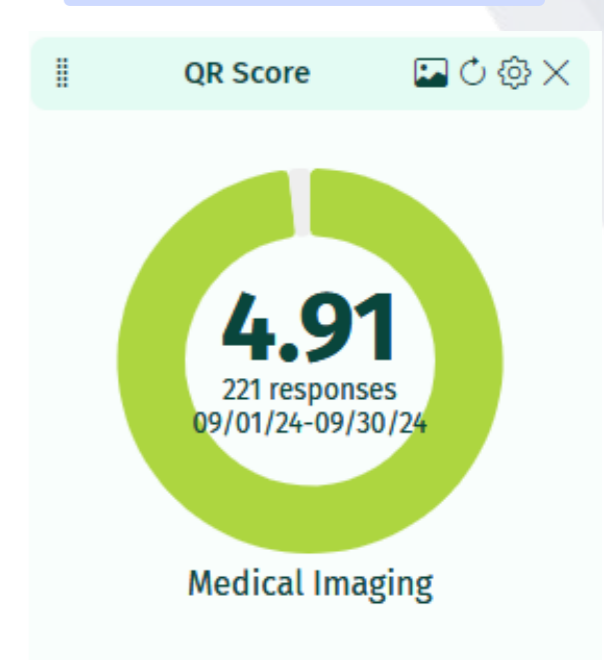 QR Score
4.91
221 responses
09/01/24-09/30/24
Medical Imaging